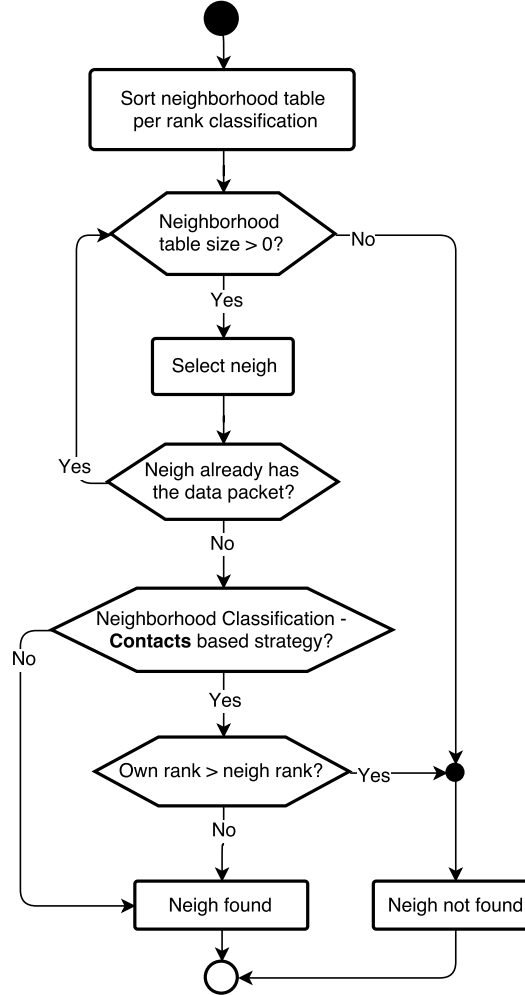 Sort neighborhood table
per rank classification
Neighborhood
table size > 0?
No
Yes
Select neigh
Neigh already has
the data packet?
Yes
No
Neighborhood Classification -
Contacts based strategy?
No
Yes
Own rank > neigh rank?
Yes
No
Neigh found
Neigh not found